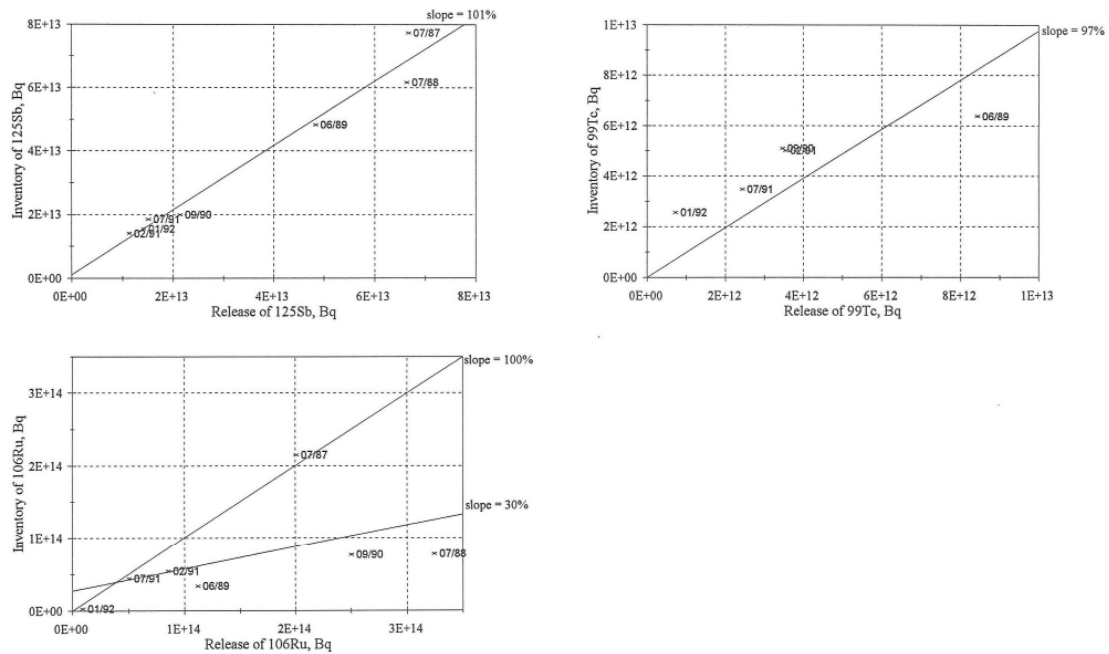 slope = 101%
8E+13
07/87
07/88
6E+13
06/89
4E+13
2E+13
07/91
09/90
01/92
02/91
0E+00
Inventory of 125Sb, Bq
0E+00 2E+13 4E+13 6E+13 8E+13
Release of 125Sb, Bq
1E+13
slope = 97%
8E+12
06/89
6E+12
09/90
02/91
4E+12
07/91
01/92
2E+12
0E+00
Inventory of 99Tc, Bq
0E+00 2E+12 4E+12 6E+12 8E+12 1E+13
Release of 99Tc, Bq
slope = 100%
3E+14
07/87
2E+14
slope = 30%
1E+14
09/90
07/88
02/91
07/91
06/89
01/92
0E+00
Inventory of 106Ru, Bq
0E+00 1E+14 2E+14 3E+14
Release of 106Ru, Bq